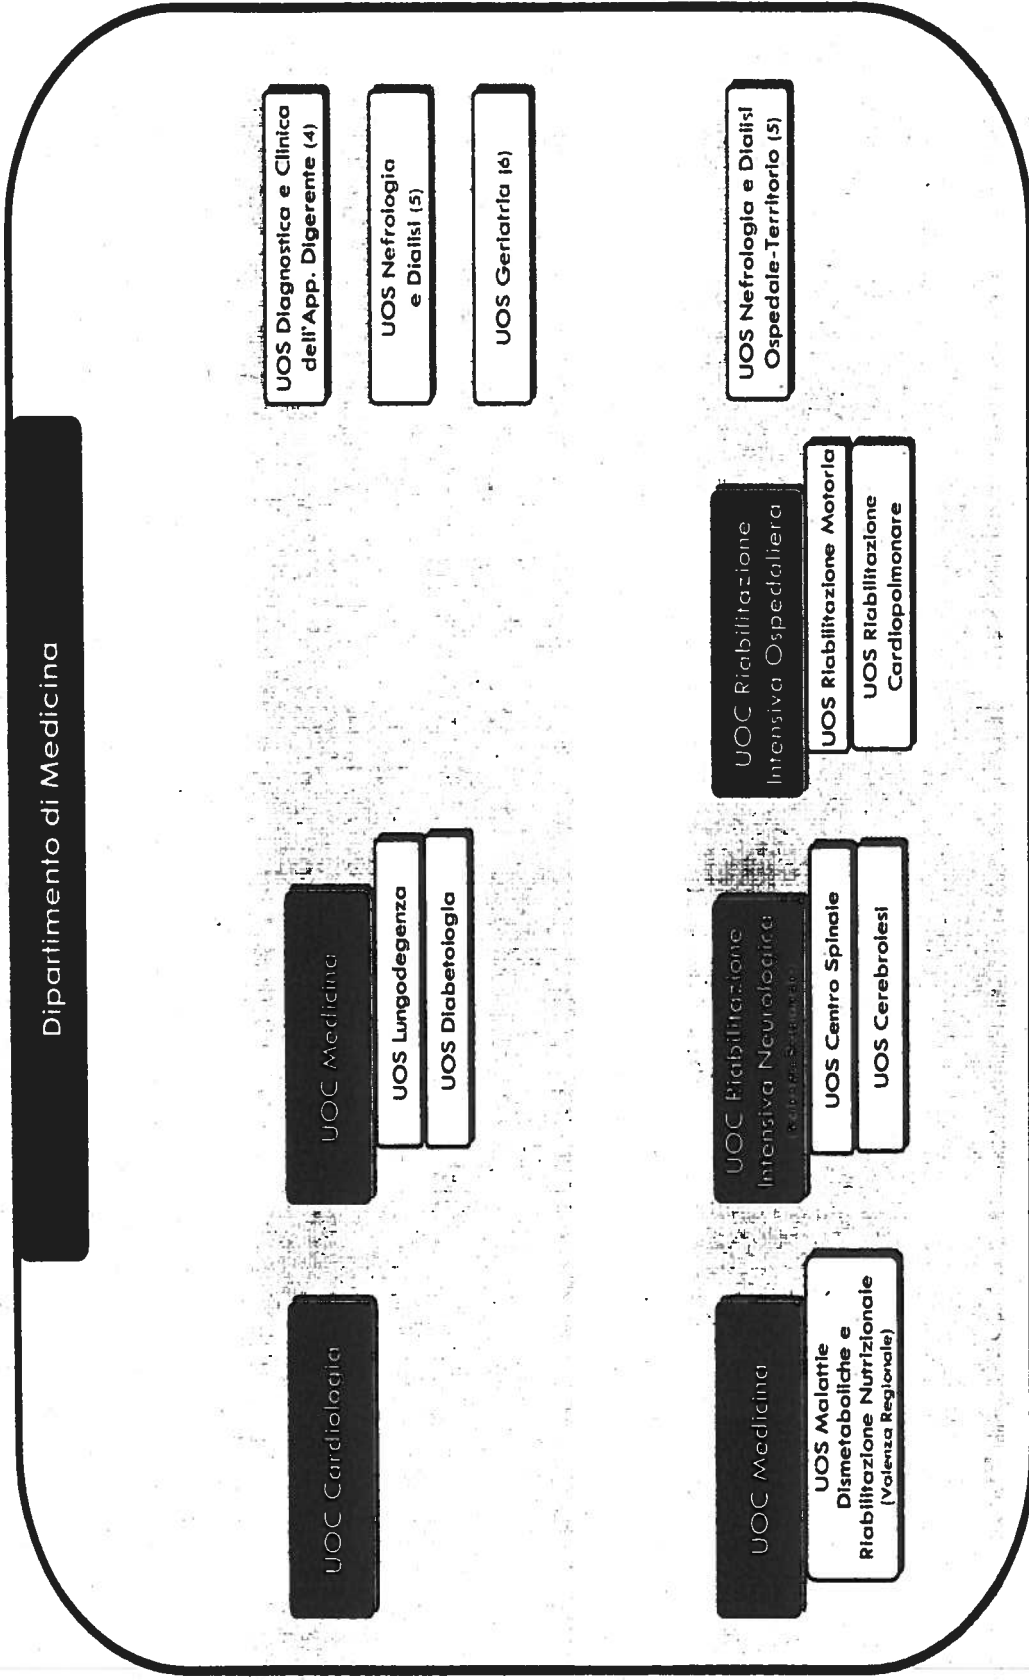 Dipartimento di Medicina
UOC Cardiologia
UOC Medicina
UOS Lungodegenza
UOS Diabetologia
UOS Diagnostica e Clinica
dell'App. Digerente (4)
UOS Nefrologia
e Dialisi (5)
UOS Geriatria (6)
UOC Medicina
UOS Malattie
Dismetaboliche e
Riabilitazione Nutrizionale
(Valenza Regionale)
UOC Riabilitazione
Intensiva Neurologica
UOS Centro Spinale
UOS Cerebrolesi
UOC Riabilitazione
Intensiva Ospedaliera
UOS Riabilitazione Motoria
UOS Riabilitazione
Cardiopolmonare
UOS Nefrologia e Dialisi
Ospedale-Territorio (5)